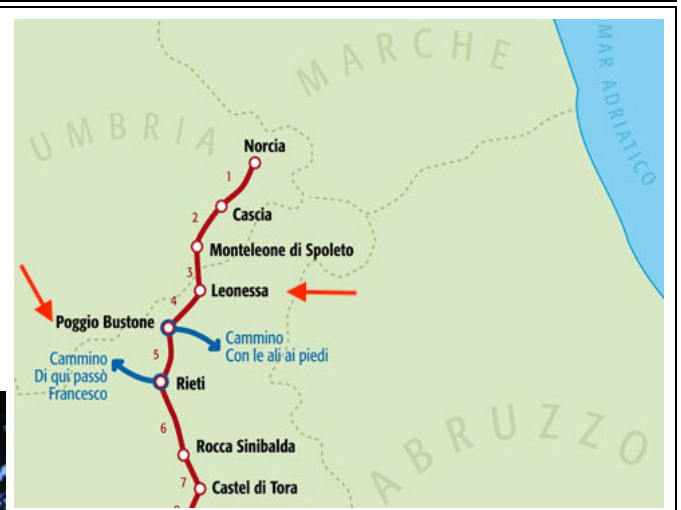 MARCHE
MAR ADRIATICO
UMBRIA
Norcia
1
Cascia
2
Monteleone di Spoleto
3
Leonessa
4
Poggio Bustone
Cammino
Con le ali ai piedi
5
Cammino
Di qui passò
Francesco
Rieti
6
Rocca Sinibalda
ABRUZZO
7
Castel di Tora